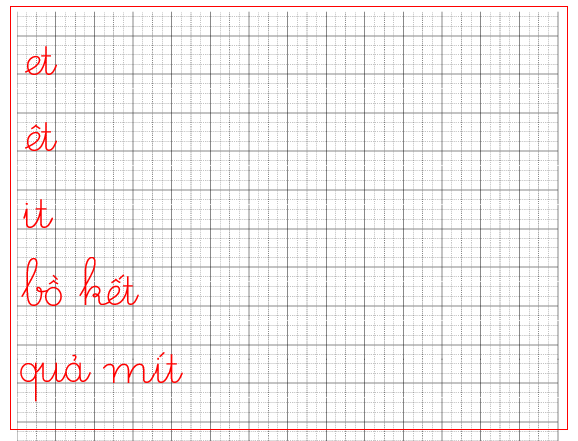 et
êt
it
bồ kết
quả mít